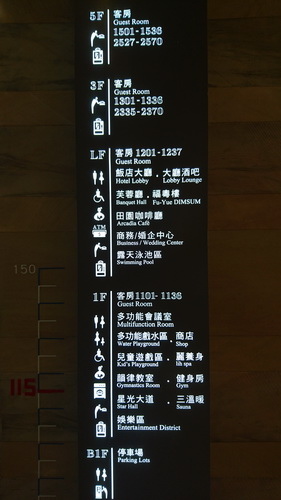 5F 客房
Guest Room
1501-1536
2527-2570
3F 客房
Guest Room
1301-1336
2335-2370
LF 客房 1201-1237
Guest Room
飯店大廳 . 大廳酒吧
Hotel Lobby Lobby Lounge
芙蓉廳 . 福粵樓
Banquet Hall Fu-Yue DIMSUM
田園咖啡廳
Arcadia Café
ATM
商務/婚企中心
Business / Wedding Center
露天泳池區
Swimming Pool
150
1F 客房 1101-1136
Guest Room
多功能會議室
Multifunction Room
多功能戲水區 . 商店
Water Playground Shop
兒童遊戲區 . 麗養身
Kid's Playground lih spa
115
韻律教室 . 健身房
Gymnastics Room Gym
星光大道 . 三溫暖
Star Hall Sauna
娛樂區
Entertainment District
B1F 停車場
Parking Lots